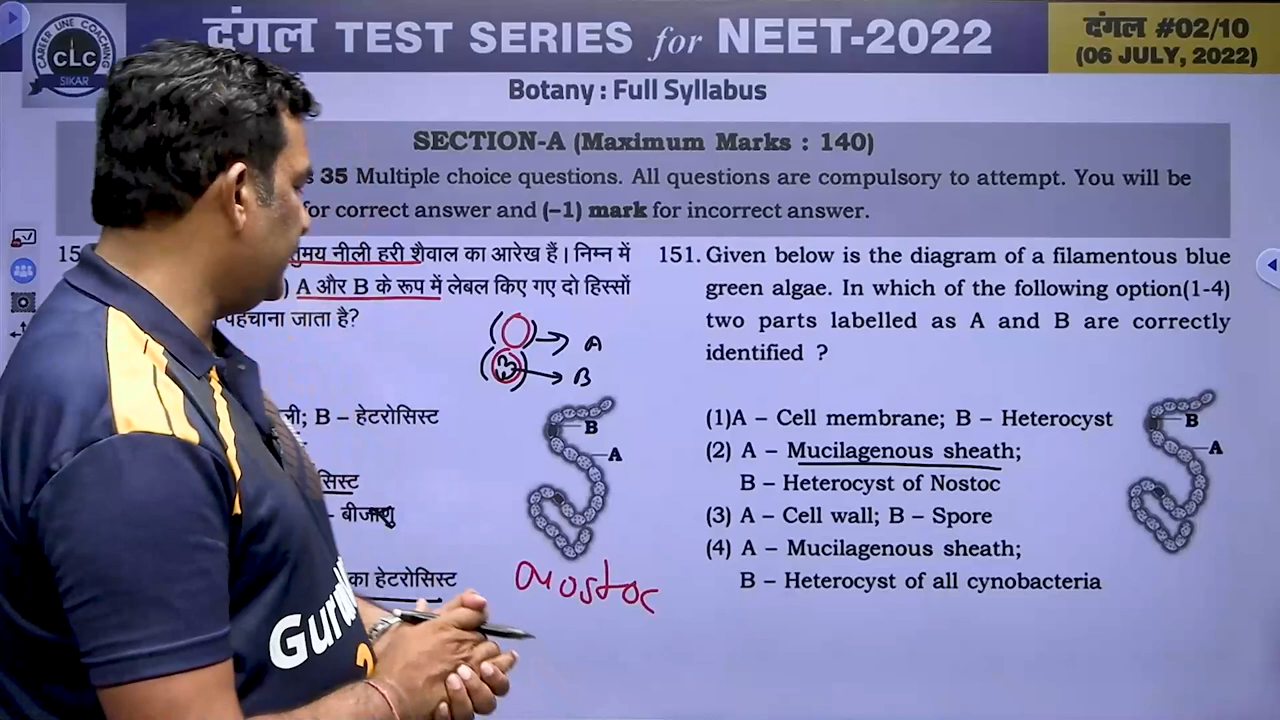 दंगल TEST SERIES for NEET-2022
दंगल #02/10
(06 JULY, 2022)
CAREER LINE COACHING
CLC
SIKAR
Botany : Full Syllabus
SECTION-A (Maximum Marks : 140)
35 Multiple choice questions. All questions are compulsory to attempt. You will be
for correct answer and (–1) mark for incorrect answer.
नीली हरी शैवाल का आरेख हैं। निम्न में
A और B के रूप में लेबल किए गए दो हिस्सों
पहचाना जाता है?
A
B
B – हेटरोसिस्ट
B
A
का हेटरोसिस्ट
Nostoc
151. Given below is the diagram of a filamentous blue
green algae. In which of the following option(1-4)
two parts labelled as A and B are correctly
identified ?
(1)A – Cell membrane; B – Heterocyst
(2) A – Mucilagenous sheath;
B – Heterocyst of Nostoc
(3) A – Cell wall; B – Spore
(4) A – Mucilagenous sheath;
B – Heterocyst of all cynobacteria
B
A